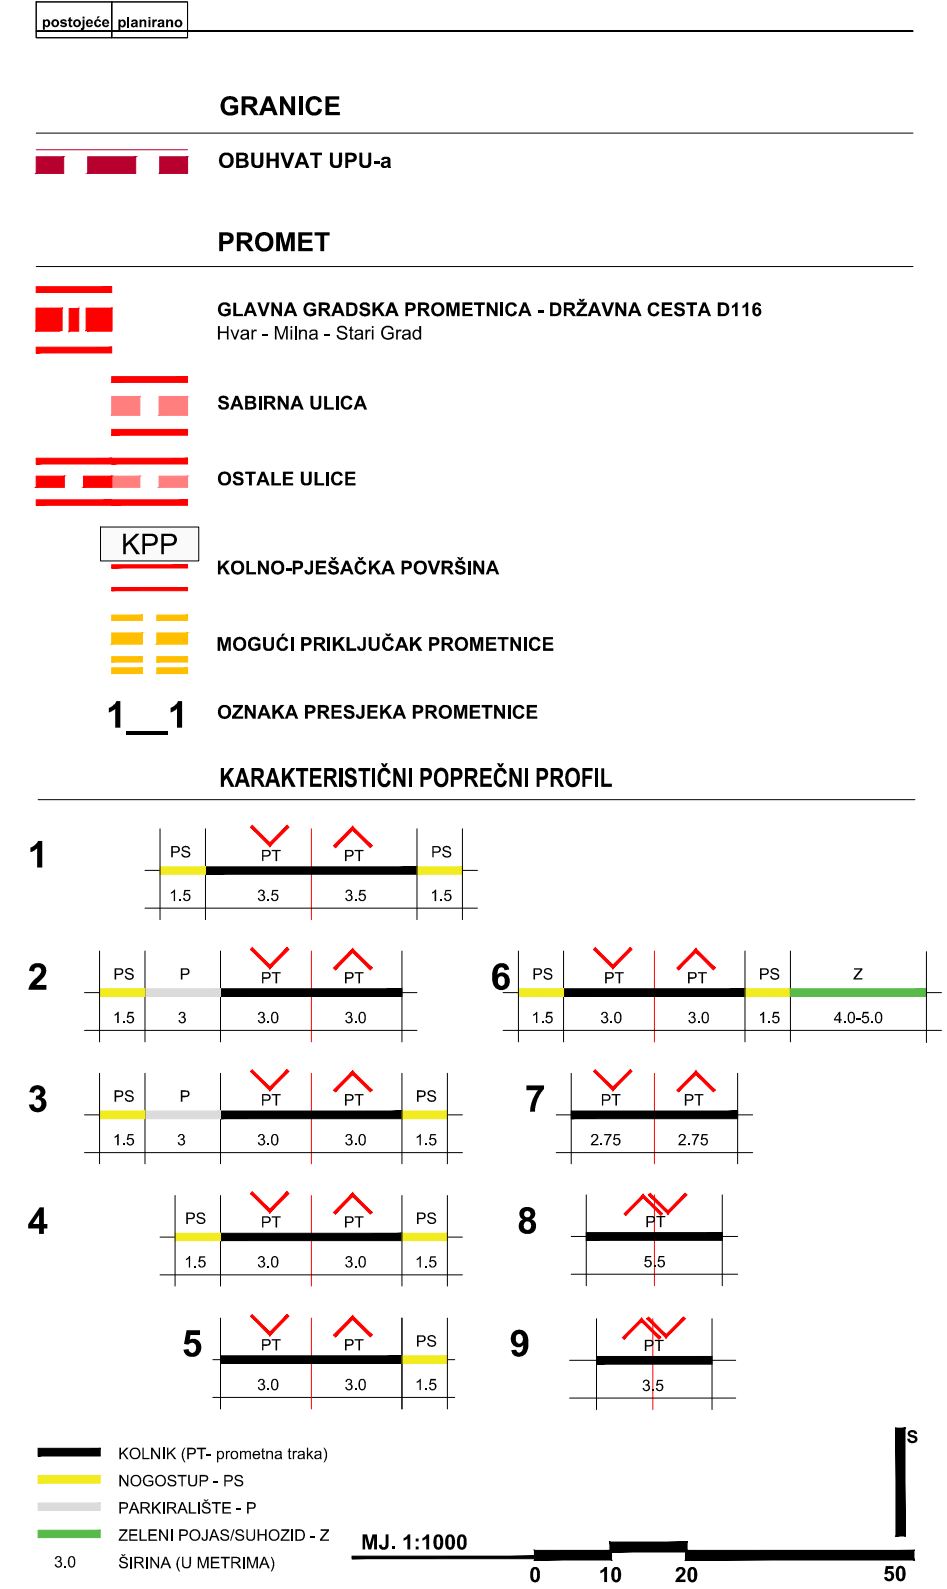 postojeće planirano
GRANICE
OBUHVAT UPU-a
PROMET
GLAVNA GRADSKA PROMETNICA - DRŽAVNA CESTA D116
Hvar - Milna - Stari Grad
SABIRNA ULICA
OSTALE ULICE
KPP
KOLNO-PJEŠAČKA POVRŠINA
MOGUĆI PRIKLJUČAK PROMETNICE
1__1 OZNAKA PRESJEKA PROMETNICE
KARAKTERISTIČNI POPREČNI PROFIL
1
PS PT PT PS
1.5 3.5 3.5 1.5
2
PS P PT PT
1.5 3 3.0 3.0
6
PS PT PT PS Z
1.5 3.0 3.0 1.5 4.0-5.0
3
PS P PT PT PS
1.5 3 3.0 3.0 1.5
7
PT PT
2.75 2.75
4
PS PT PT PS
1.5 3.0 3.0 1.5
8
PT
5.5
5
PT PT PS
3.0 3.0 1.5
9
PT
3.5
KOLNIK (PT- prometna traka)
NOGOSTUP - PS
PARKIRALIŠTE - P
ZELENI POJAS/SUHOZID - Z
3.0 ŠIRINA (U METRIMA)
S
MJ. 1:1000
0 10 20 50